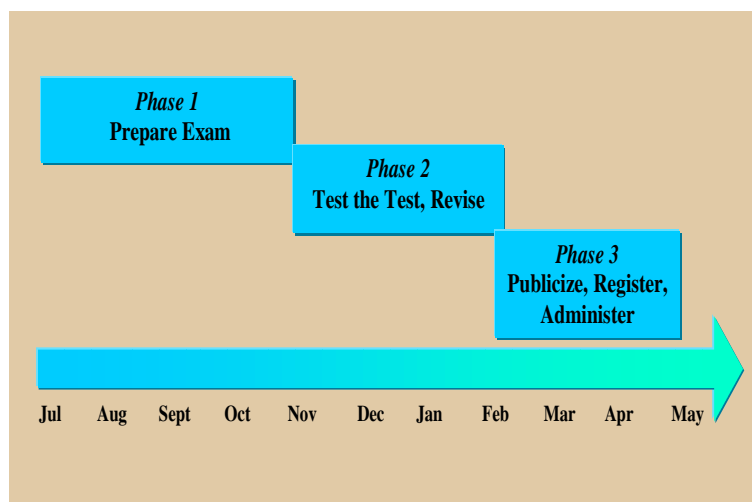 Phase 1
Prepare Exam
Phase 2
Test the Test, Revise
Phase 3
Publicize, Register,
Administer
Jul Aug Sept Oct Nov Dec Jan Feb Mar Apr May